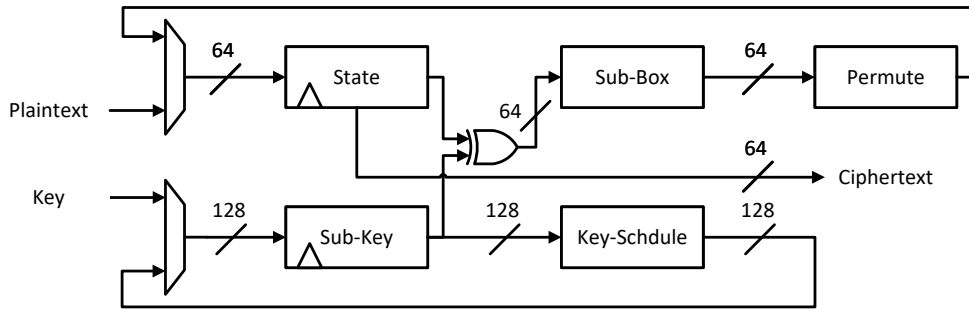 64
State
Sub-Box
64
Permute
Plaintext
64
64
Ciphertext
Key
128
Sub-Key
128
Key-Schdule
128